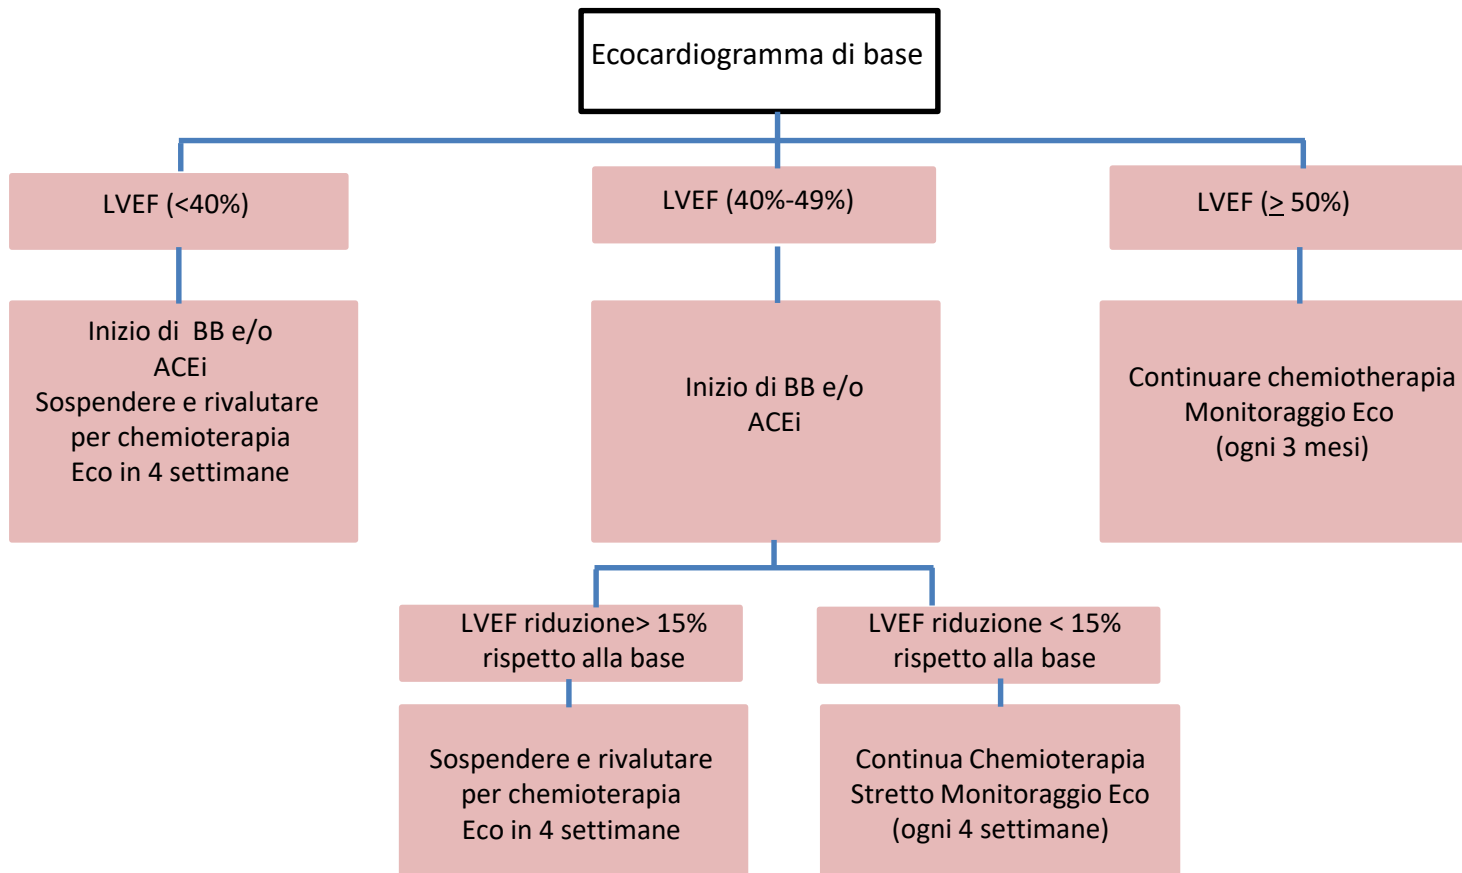 Ecocardiogramma di base
LVEF (<40%)
LVEF (40%-49%)
LVEF (≥ 50%)
Inizio di BB e/o
ACEi
Sospendere e rivalutare
per chemioterapia
Eco in 4 settimane
Inizio di BB e/o
ACEi
Continuare chemiotherapia
Monitoraggio Eco
(ogni 3 mesi)
LVEF riduzione> 15%
rispetto alla base
LVEF riduzione < 15%
rispetto alla base
Sospendere e rivalutare
per chemioterapia
Eco in 4 settimane
Continua Chemioterapia
Stretto Monitoraggio Eco
(ogni 4 settimane)